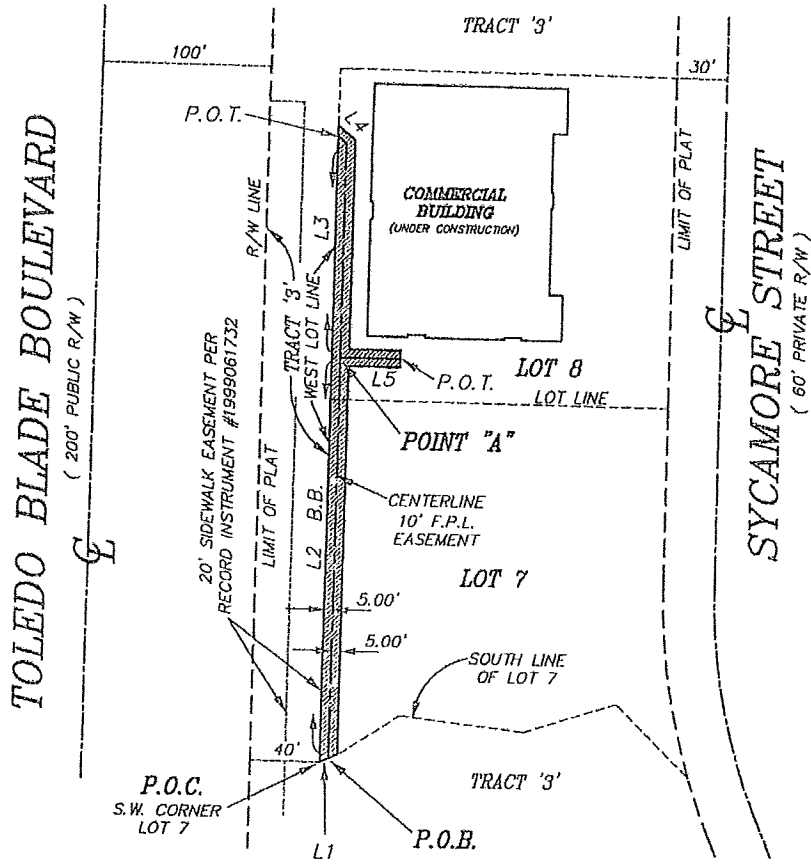 TRACT '3'
100'
30'
P.O.T.
L4
TOLEDO BLADE BOULEVARD
( 200' PUBLIC R/W )
R/W LINE
COMMERCIAL
BUILDING
(UNDER CONSTRUCTION)
LIMIT OF PLAT
SYCAMORE STREET
( 60' PRIVATE R/W )
L3
TRACT '3'
WEST LOT LINE
20' SIDEWALK EASEMENT PER
RECORD INSTRUMENT #1999061732
LOT 8
L5
P.O.T.
LOT LINE
POINT "A"
CL
CL
LIMIT OF PLAT
B.B.
L2
CENTERLINE
10' F.P.L.
EASEMENT
LOT 7
5.00'
5.00'
SOUTH LINE
OF LOT 7
40'
P.O.C.
S.W. CORNER
LOT 7
TRACT '3'
P.O.B.
L1